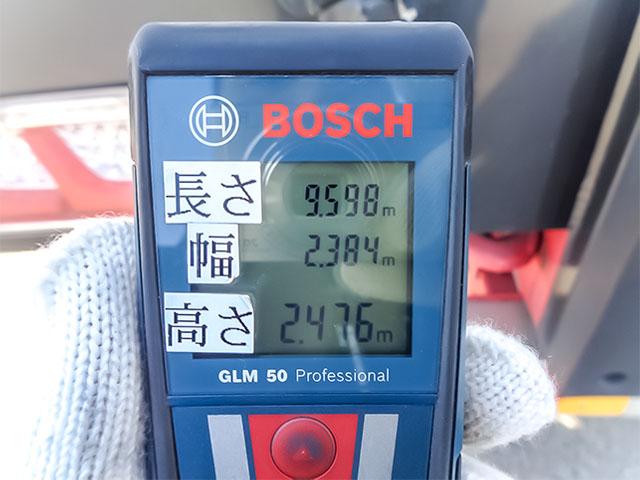 BOSCH
長さ 9.598m
幅 2.384m
高さ 2.476m
GLM 50 Professional